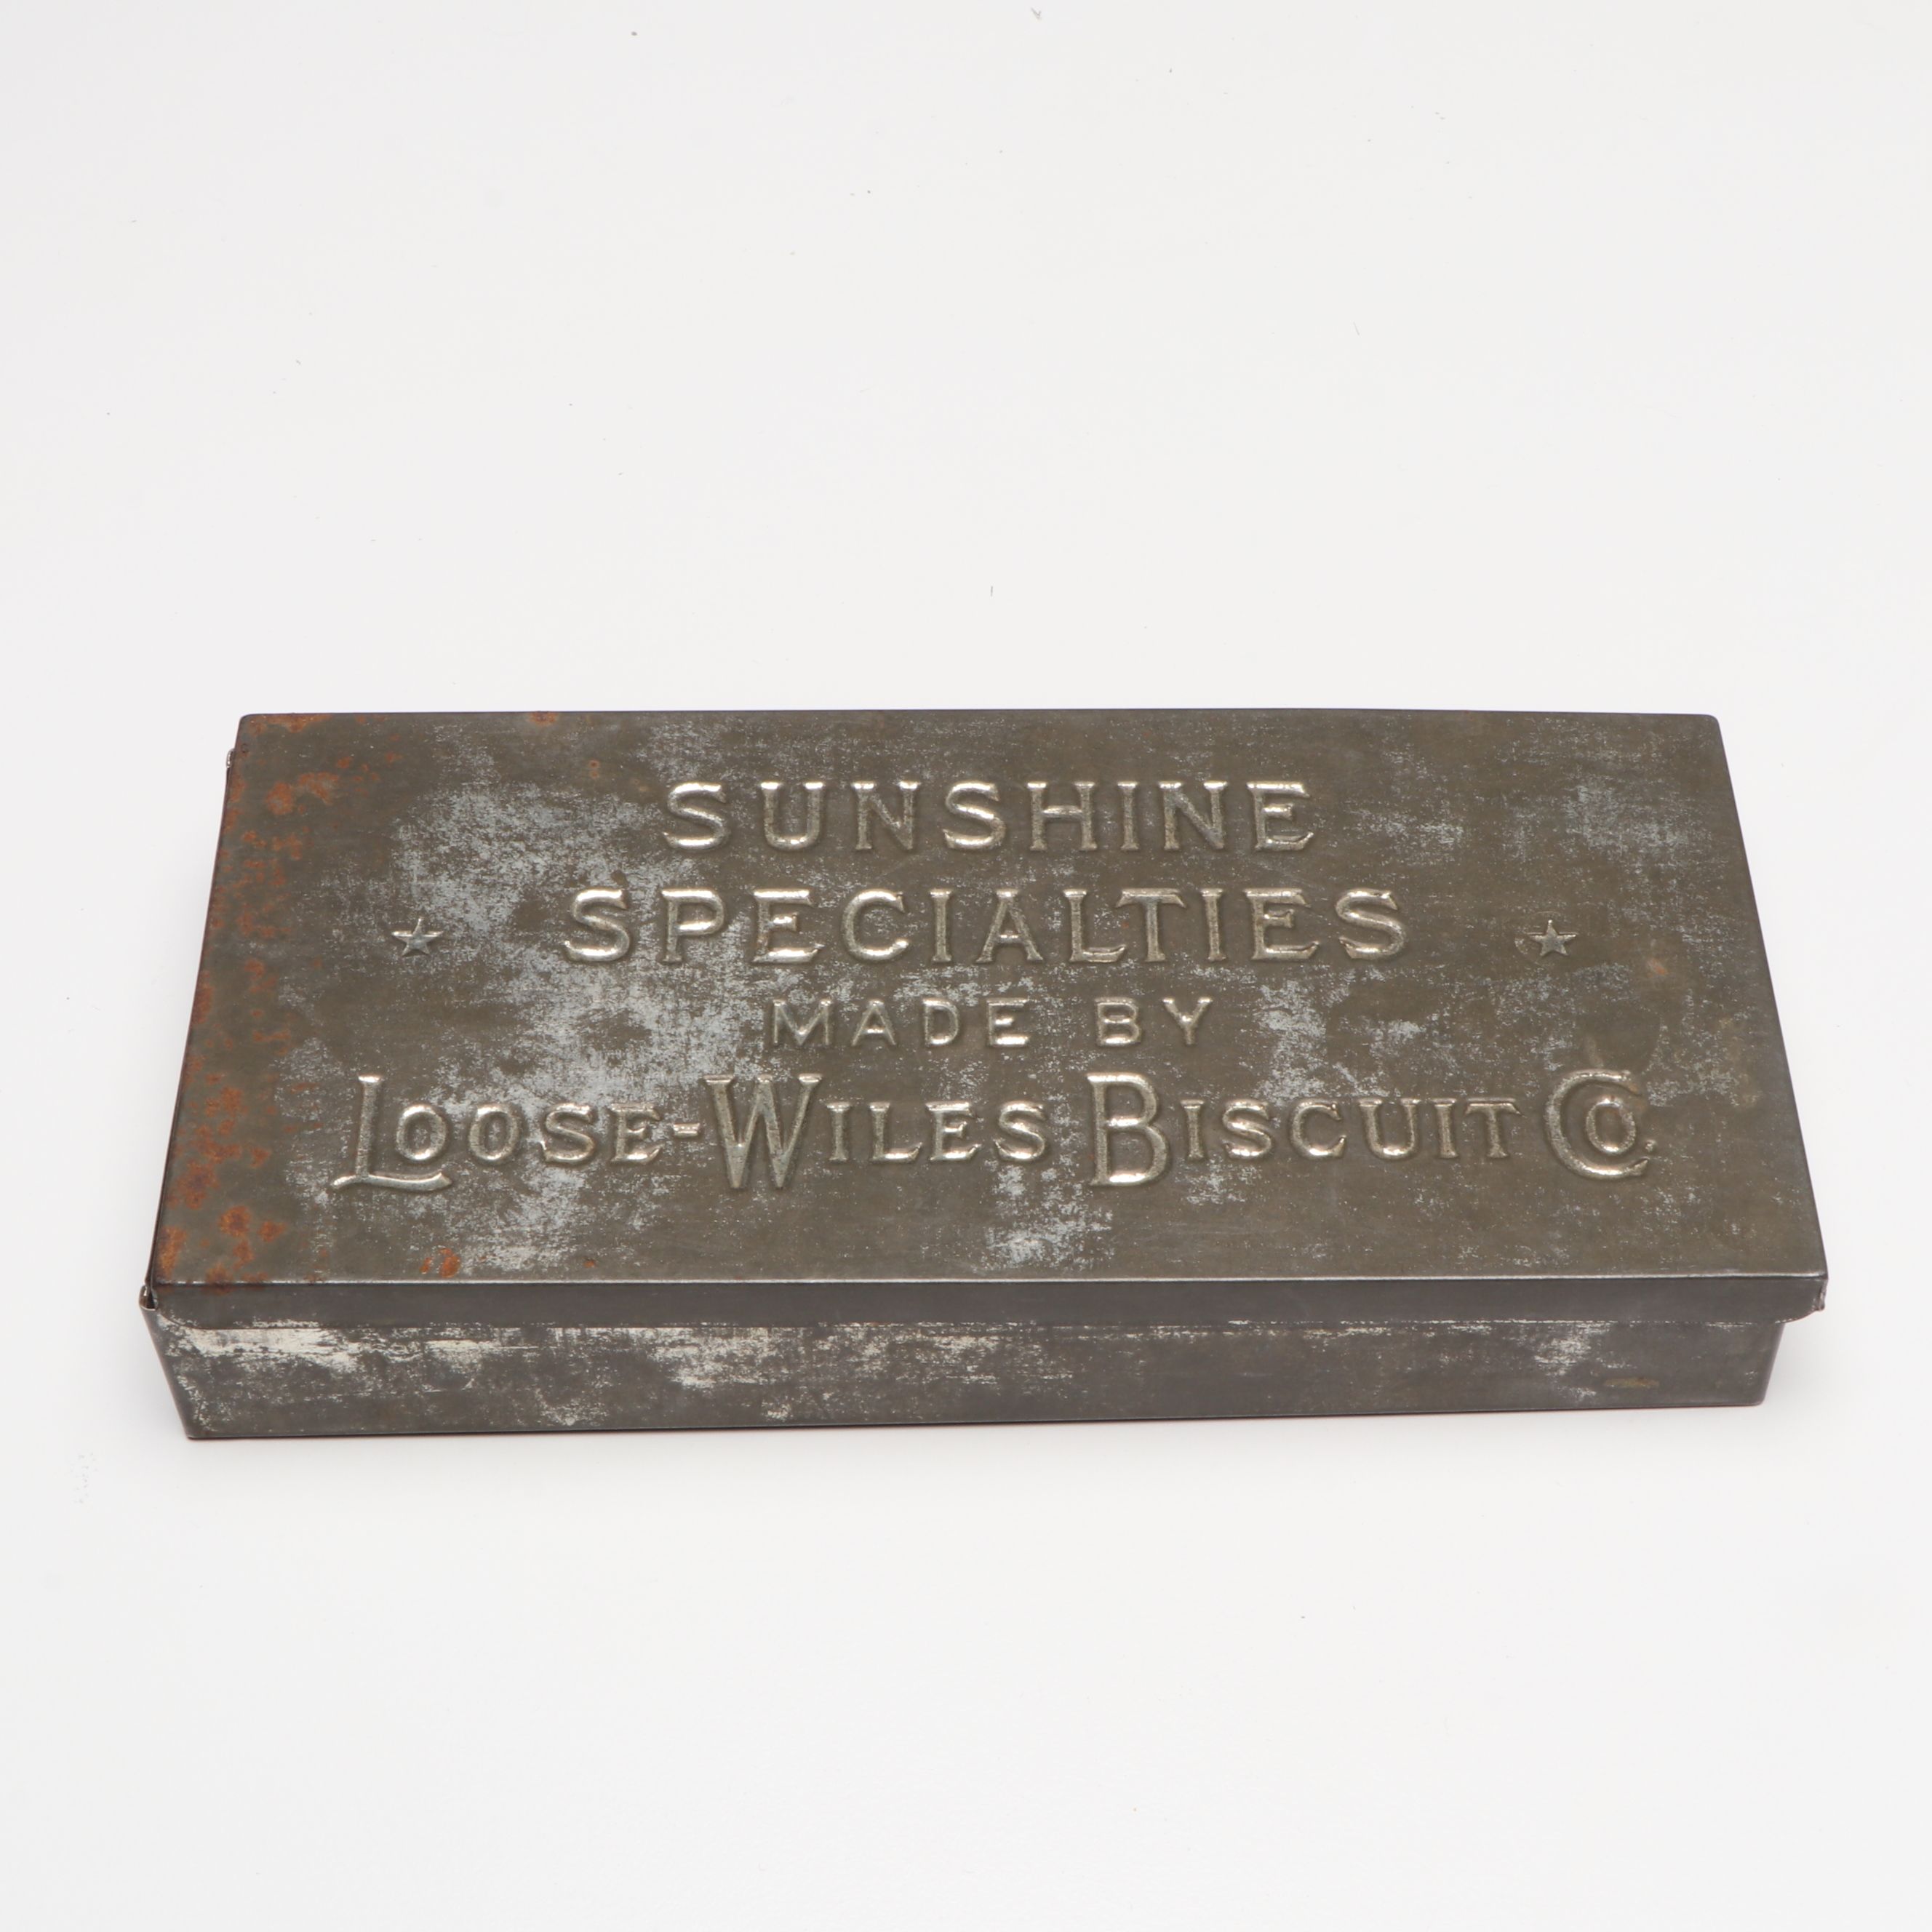 SUNSHINE
SPECIALTIES
MADE BY
LOOSE-WILES BISCUIT CO.